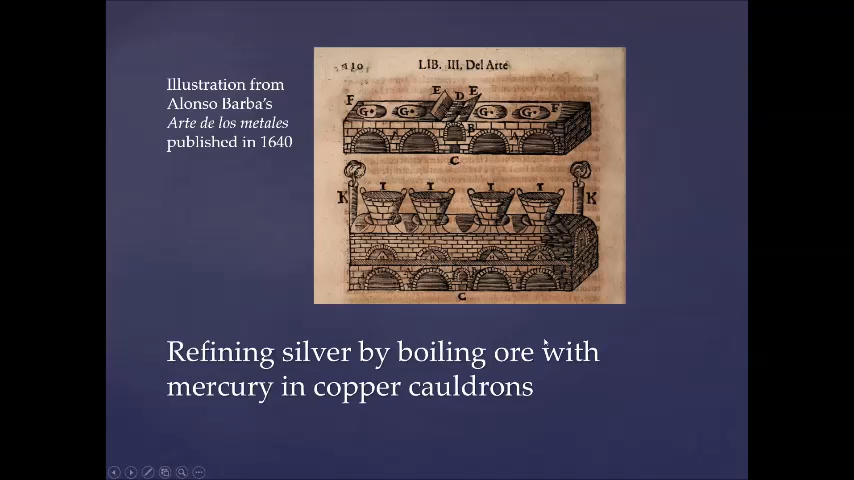 Illustration from
Alonso Barba's
Arte de los metales
published in 1640
LIB. III. Del Arte
E D E
F G G G G F
B
C
I I I I
K K
C
Refining silver by boiling ore with
mercury in copper cauldrons